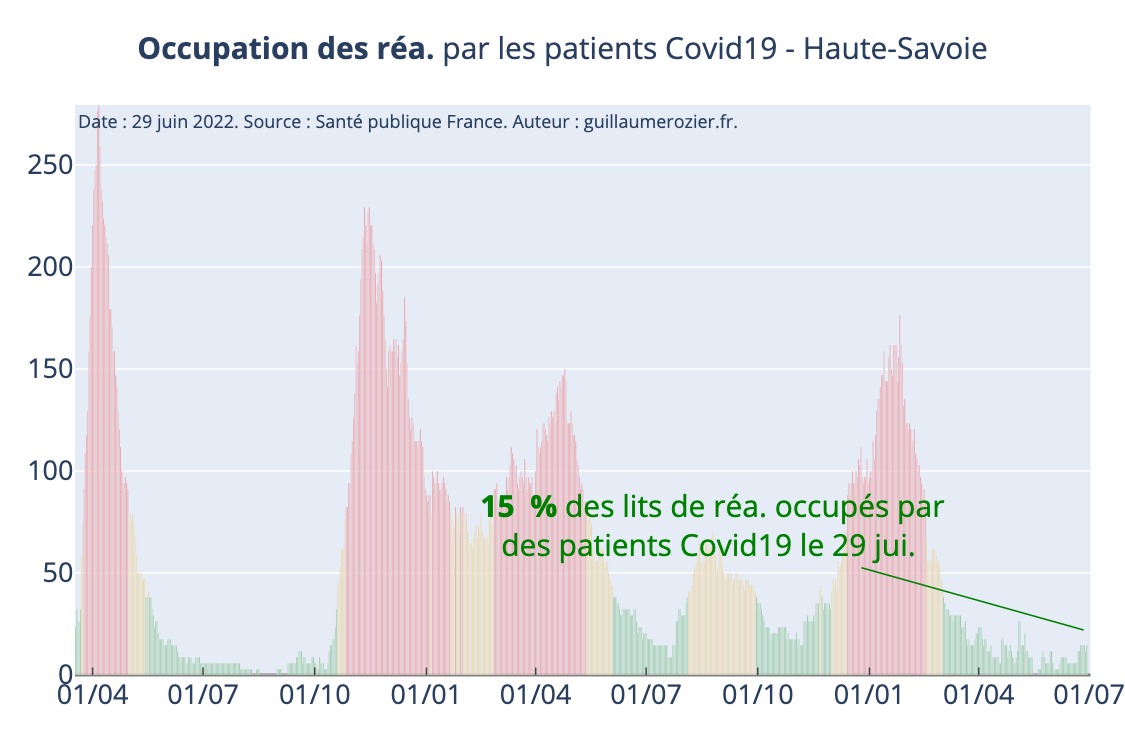 Occupation des réa. par les patients Covid19 - Haute-Savoie
Date : 29 juin 2022. Source : Santé publique France. Auteur : guillaumerozier.fr.
250
200
150
100
50
0
15 % des lits de réa. occupés par
des patients Covid19 le 29 jui.
01/04 01/07 01/10 01/01 01/04 01/07 01/10 01/01 01/04 01/07